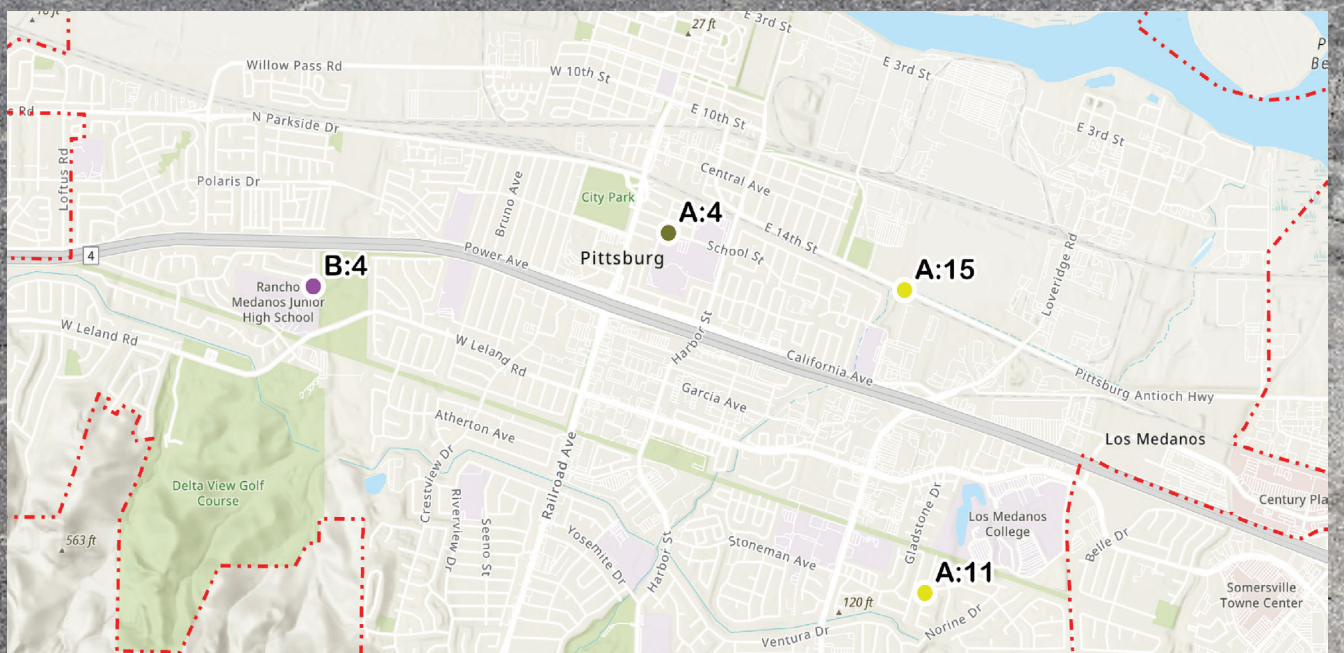 27 ft
E 3rd St
Willow Pass Rd
W 10th St
E 3rd St
E 10th St
s Rd
N Parkside Dr
E 3rd St
Loftus Rd
Polaris Dr
Bruno Ave
Central Ave
City Park
A:4
E 14th St
School St
Pittsburg
Power Ave
4
B:4
A:15
Loveridge Rd
Rancho
Medanos Junior
High School
W Leland Rd
W Leland Rd
Harbor St
California Ave
Garcia Ave
Pittsburg Antioch Hwy
Atherton Ave
Los Medanos
Crestview Dr
Railroad Ave
Delta View Golf
Course
Riverview Dr
Seeno St
Century Pla
Gladstone Dr
Los Medanos
College
563 ft
Yosemite Dr
Harbor St
Stoneman Ave
Belle Dr
A:11
120 ft
Norine Dr
Ventura Dr
Somersville
Towne Center